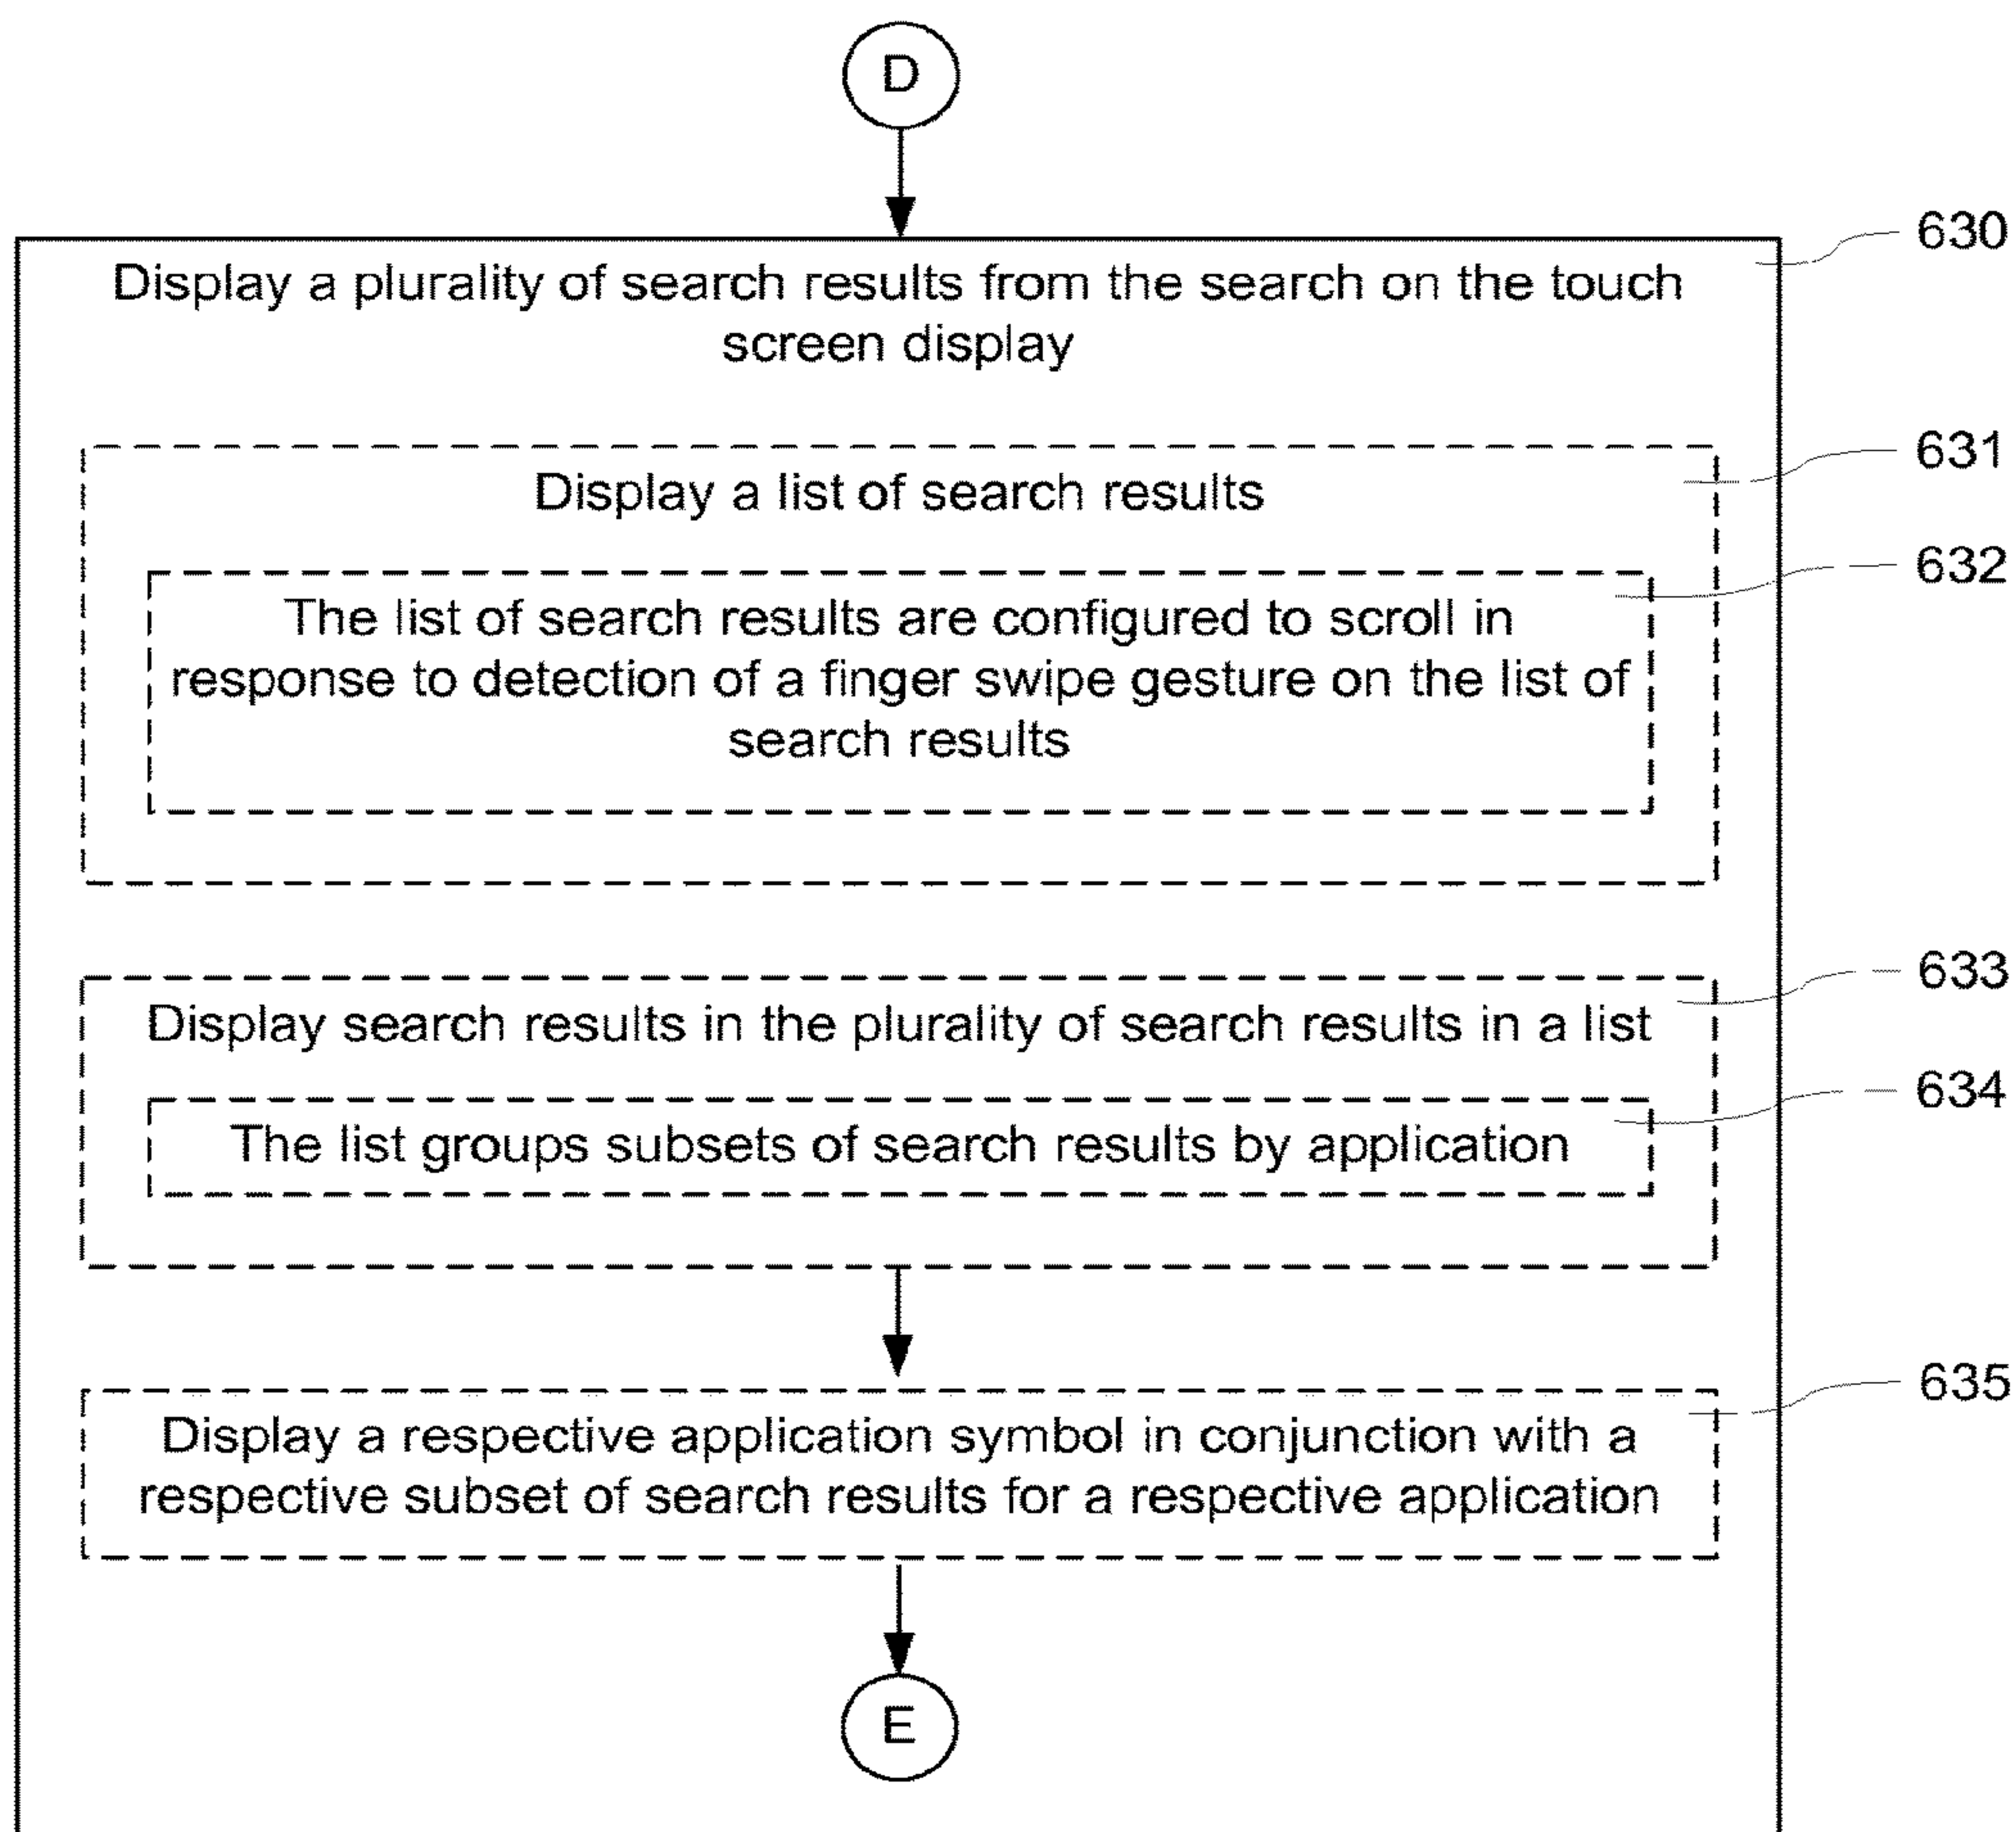 D
630
Display a plurality of search results from the search on the touch
screen display
631
Display a list of search results
632
The list of search results are configured to scroll in
response to detection of a finger swipe gesture on the list of
search results
633
Display search results in the plurality of search results in a list
634
The list groups subsets of search results by application
635
Display a respective application symbol in conjunction with a
respective subset of search results for a respective application
E